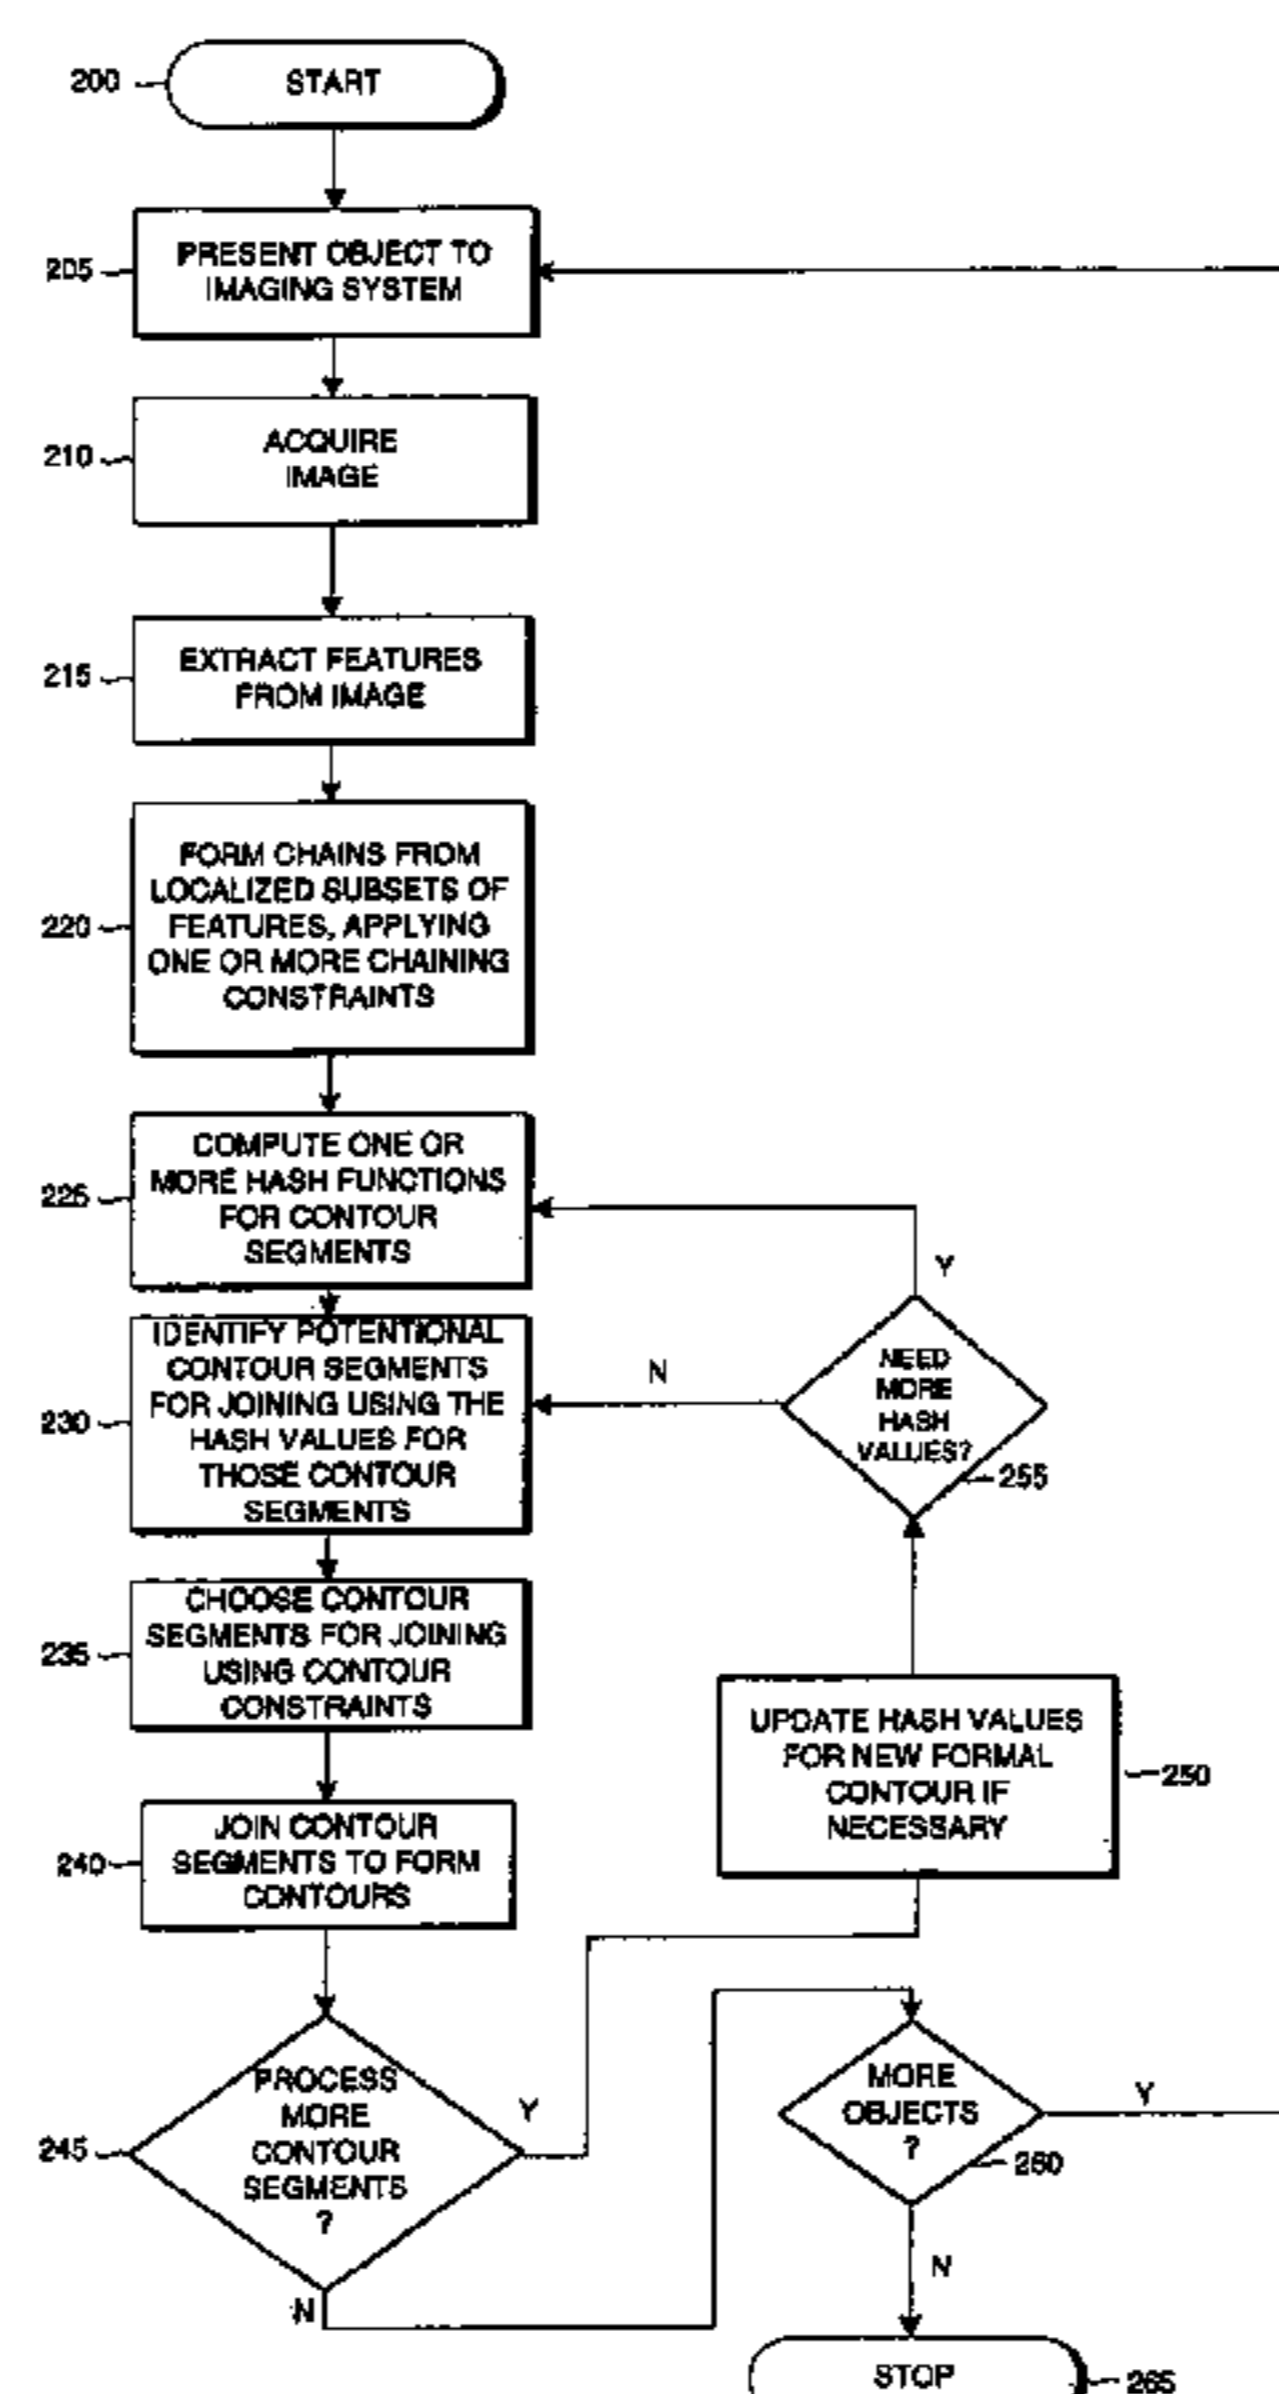 200
START
205
PRESENT OBJECT TO
IMAGING SYSTEM
210
ACQUIRE
IMAGE
215
EXTRACT FEATURES
FROM IMAGE
220
FORM CHAINS FROM
LOCALIZED SUBSETS OF
FEATURES, APPLYING
ONE OR MORE CHAINING
CONSTRAINTS
225
COMPUTE ONE OR
MORE HASH FUNCTIONS
FOR CONTOUR
SEGMENTS
Y
230
IDENTIFY POTENTIONAL
CONTOUR SEGMENTS
FOR JOINING USING THE
HASH VALUES FOR
THOSE CONTOUR
SEGMENTS
N
NEED
MORE
HASH
VALUES?
255
235
CHOOSE CONTOUR
SEGMENTS FOR JOINING
USING CONTOUR
CONSTRAINTS
UPDATE HASH VALUES
FOR NEW FORMAL
CONTOUR IF
NECESSARY
250
240
JOIN CONTOUR
SEGMENTS TO FORM
CONTOURS
245
PROCESS
MORE
CONTOUR
SEGMENTS
?
Y
N
MORE
OBJECTS
?
260
Y
N
STOP
265